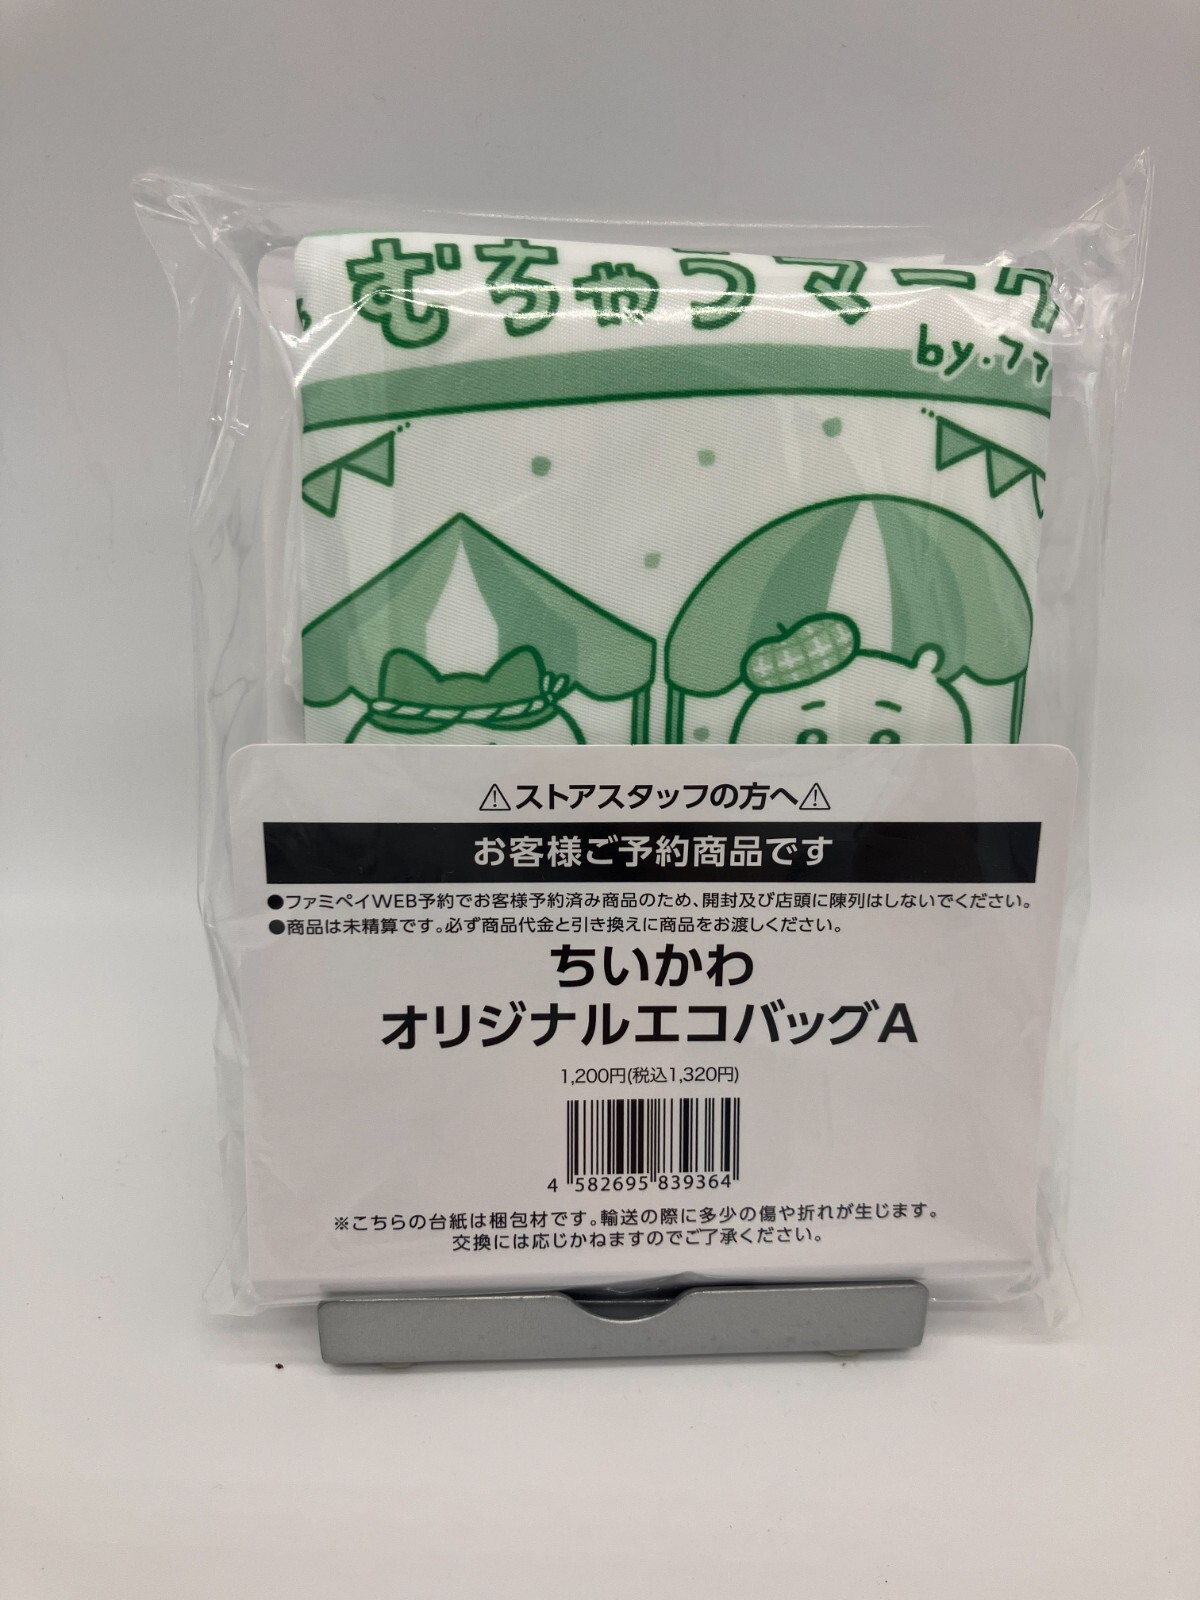 むちゃうマーケ
by.ファ
⚠ストアスタッフの方へ⚠
お客様ご予約商品です
●ファミペイWEB予約でお客様予約済み商品のため、開封及び店頭に陳列はしないでください。
●商品は未精算です。必ず商品代金と引き換えに商品をお渡しください。
ちいかわ
オリジナルエコバッグA
1,200円(税込1,320円)
4 582695 839364
※こちらの台紙は梱包材です。輸送の際に多少の傷や折れが生じます。
交換には応じかねますのでご了承ください。